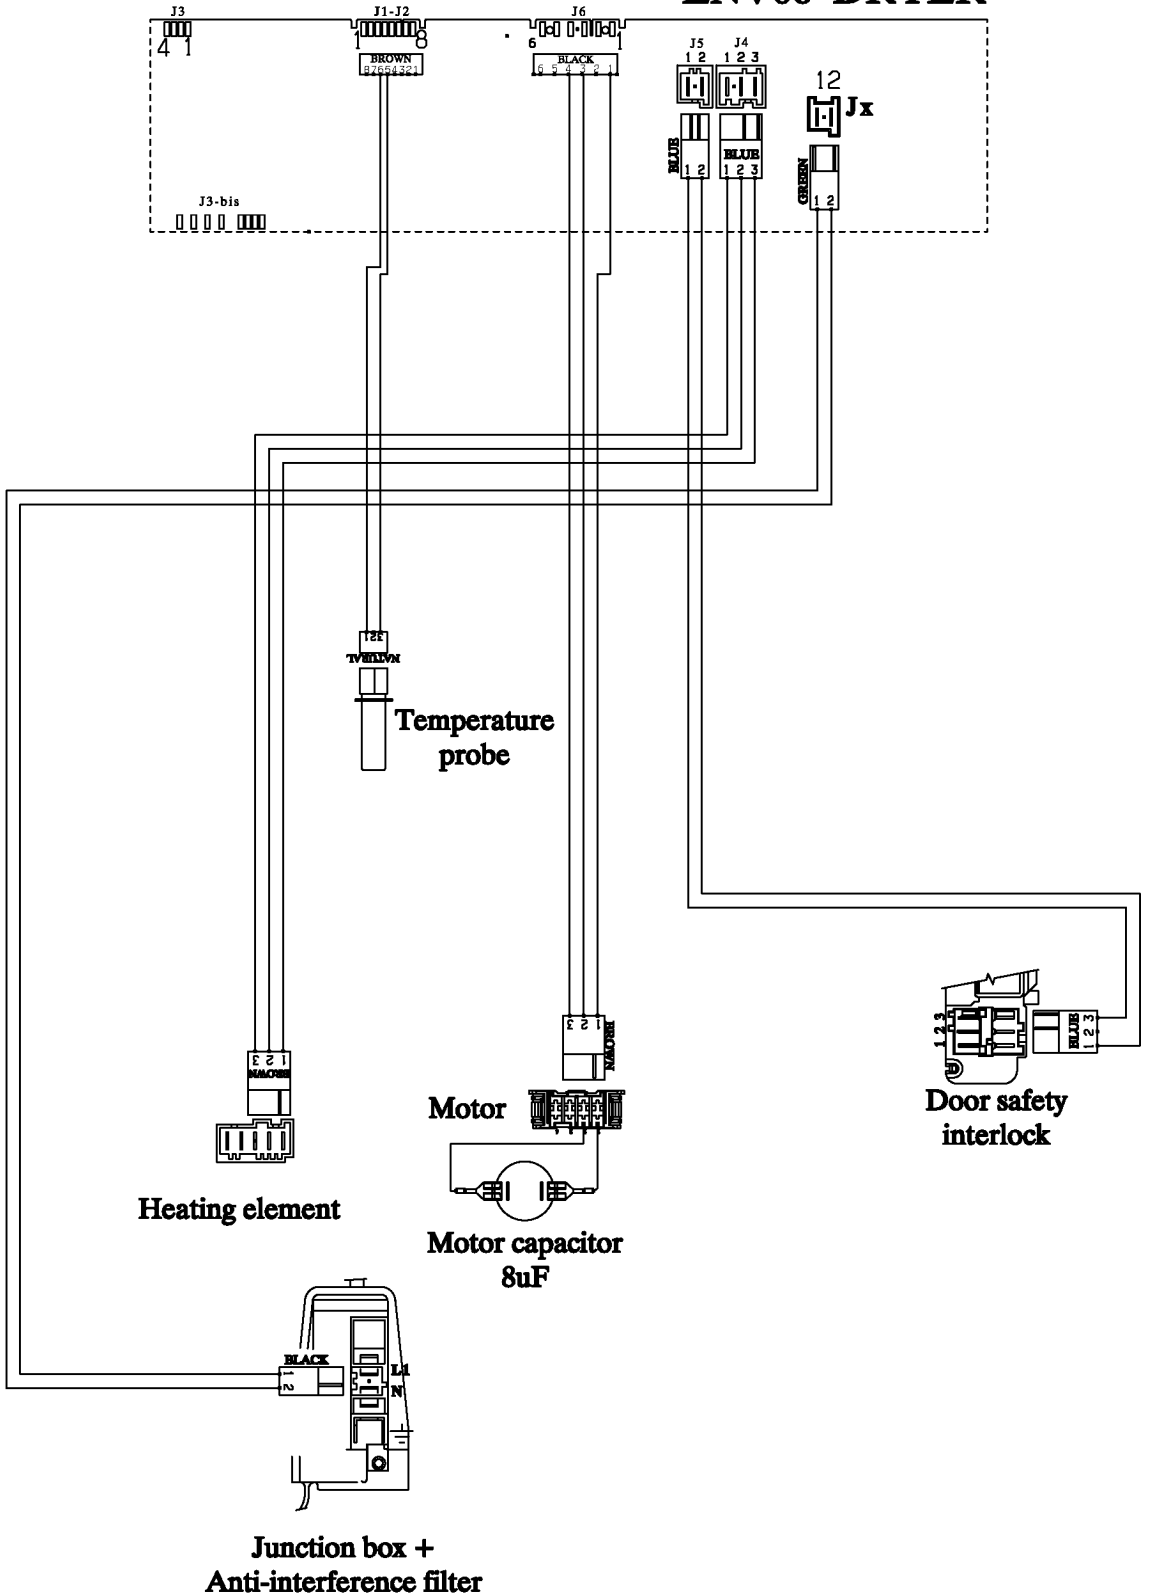 J3
J1-J2
J6
4 1
1
8
6
1
BROWN
87654321
BLACK
6 5 4 3 2 1
J5
J4
1 2
1 2 3
12
Jx
BLUE
1 2
BLUE
1 2 3
GREEN
1 2
J3-bis
321
NATURAL
Temperature
probe
3 2 1
BROWN
3 2 1
BROWN
Motor
Heating element
Motor capacitor
8uF
1 2 3
BLUE
1 2 3
Door safety
interlock
BLACK
1
2
L1
N
Junction box +
Anti-interference filter